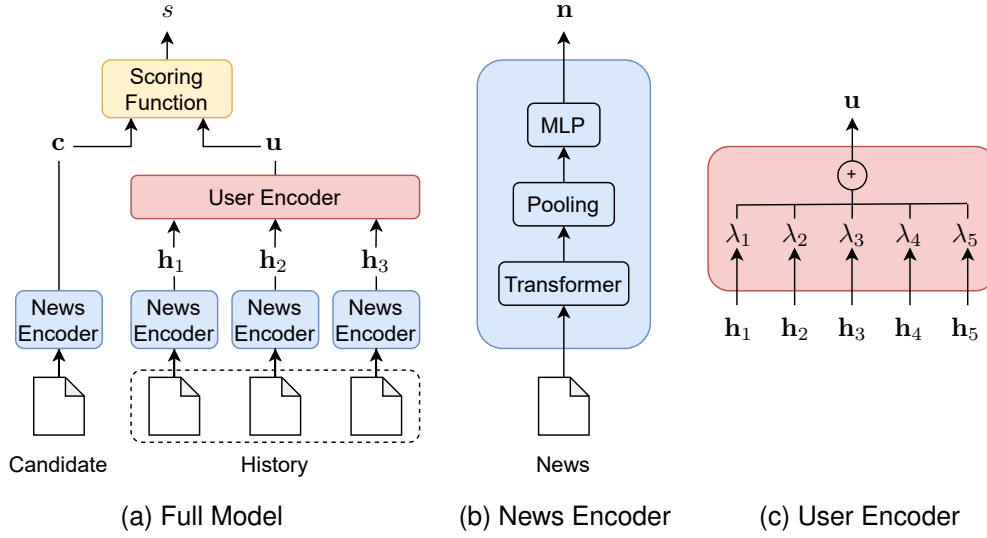 s
Scoring
Function
c
u
User Encoder
h₁
h₂
h₃
News
Encoder
News
Encoder
News
Encoder
News
Encoder
Candidate
History
(a) Full Model
n
MLP
Pooling
Transformer
News
(b) News Encoder
u
+
λ₁ λ₂ λ₃ λ₄ λ₅
h₁ h₂ h₃ h₄ h₅
(c) User Encoder